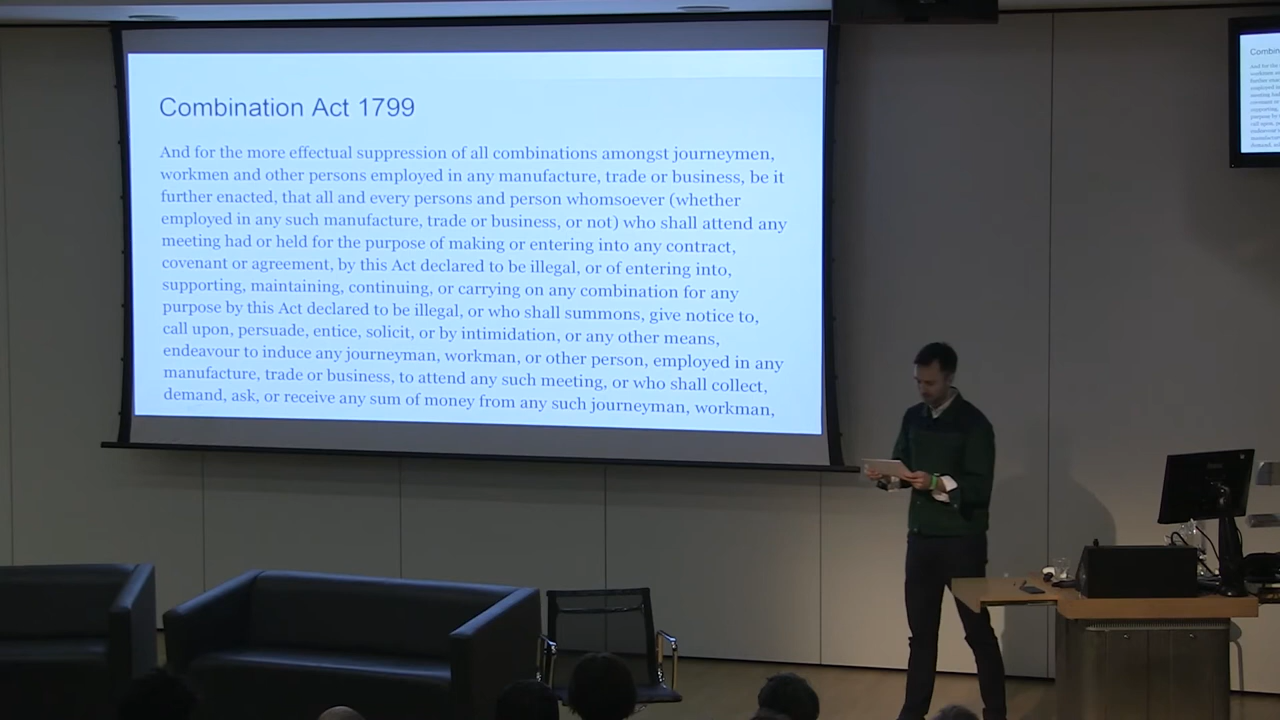 Combination Act 1799
And for the more effectual suppression of all combinations amongst journeymen,
workmen and other persons employed in any manufacture, trade or business, be it
further enacted, that all and every persons and person whomsoever (whether
employed in any such manufacture, trade or business, or not) who shall attend any
meeting had or held for the purpose of making or entering into any contract,
covenant or agreement, by this Act declared to be illegal, or of entering into,
supporting, maintaining, continuing, or carrying on any combination for any
purpose by this Act declared to be illegal, or who shall summons, give notice to,
call upon, persuade, entice, solicit, or by intimidation, or any other means,
endeavour to induce any journeyman, workman, or other person, employed in any
manufacture, trade or business, to attend any such meeting, or who shall collect,
demand, ask, or receive any sum of money from any such journeyman, workman,
Combin